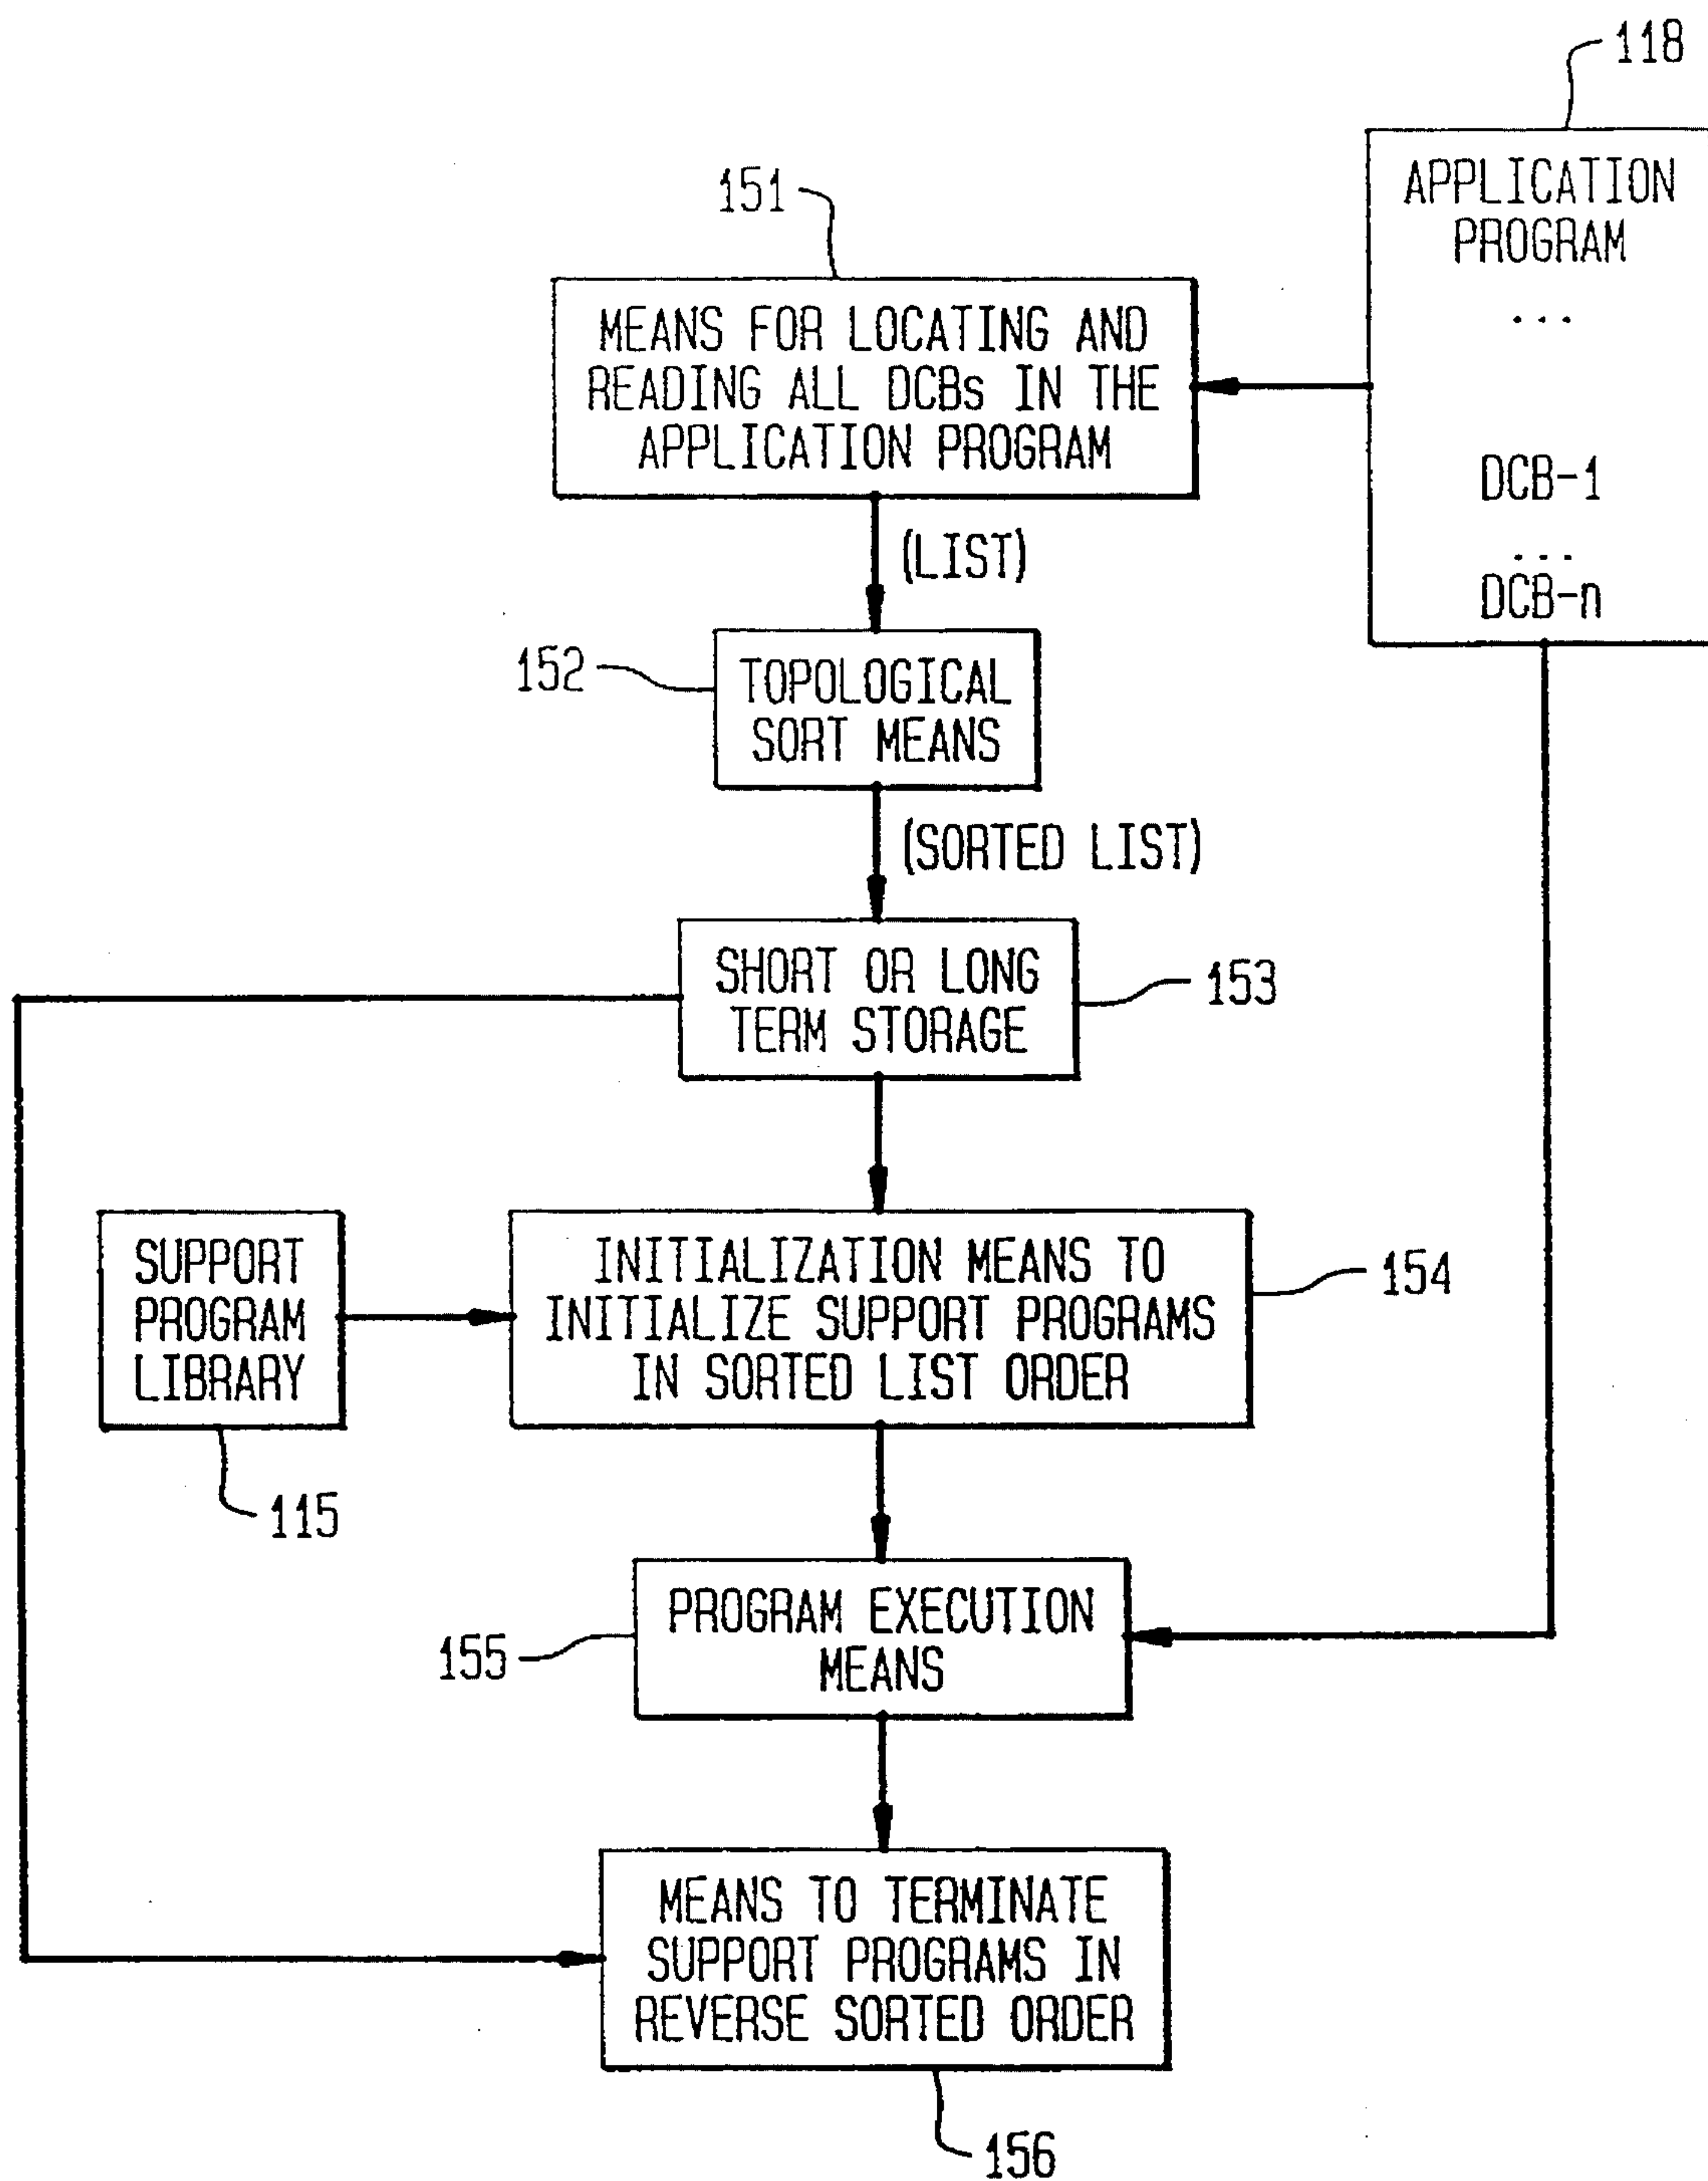 118
APPLICATION
PROGRAM
...
DCB-1
...
DCB-n
151
MEANS FOR LOCATING AND
READING ALL DCBs IN THE
APPLICATION PROGRAM
(LIST)
152
TOPOLOGICAL
SORT MEANS
(SORTED LIST)
SHORT OR LONG
TERM STORAGE
153
SUPPORT
PROGRAM
LIBRARY
115
INITIALIZATION MEANS TO
INITIALIZE SUPPORT PROGRAMS
IN SORTED LIST ORDER
154
PROGRAM EXECUTION
MEANS
155
MEANS TO TERMINATE
SUPPORT PROGRAMS IN
REVERSE SORTED ORDER
156